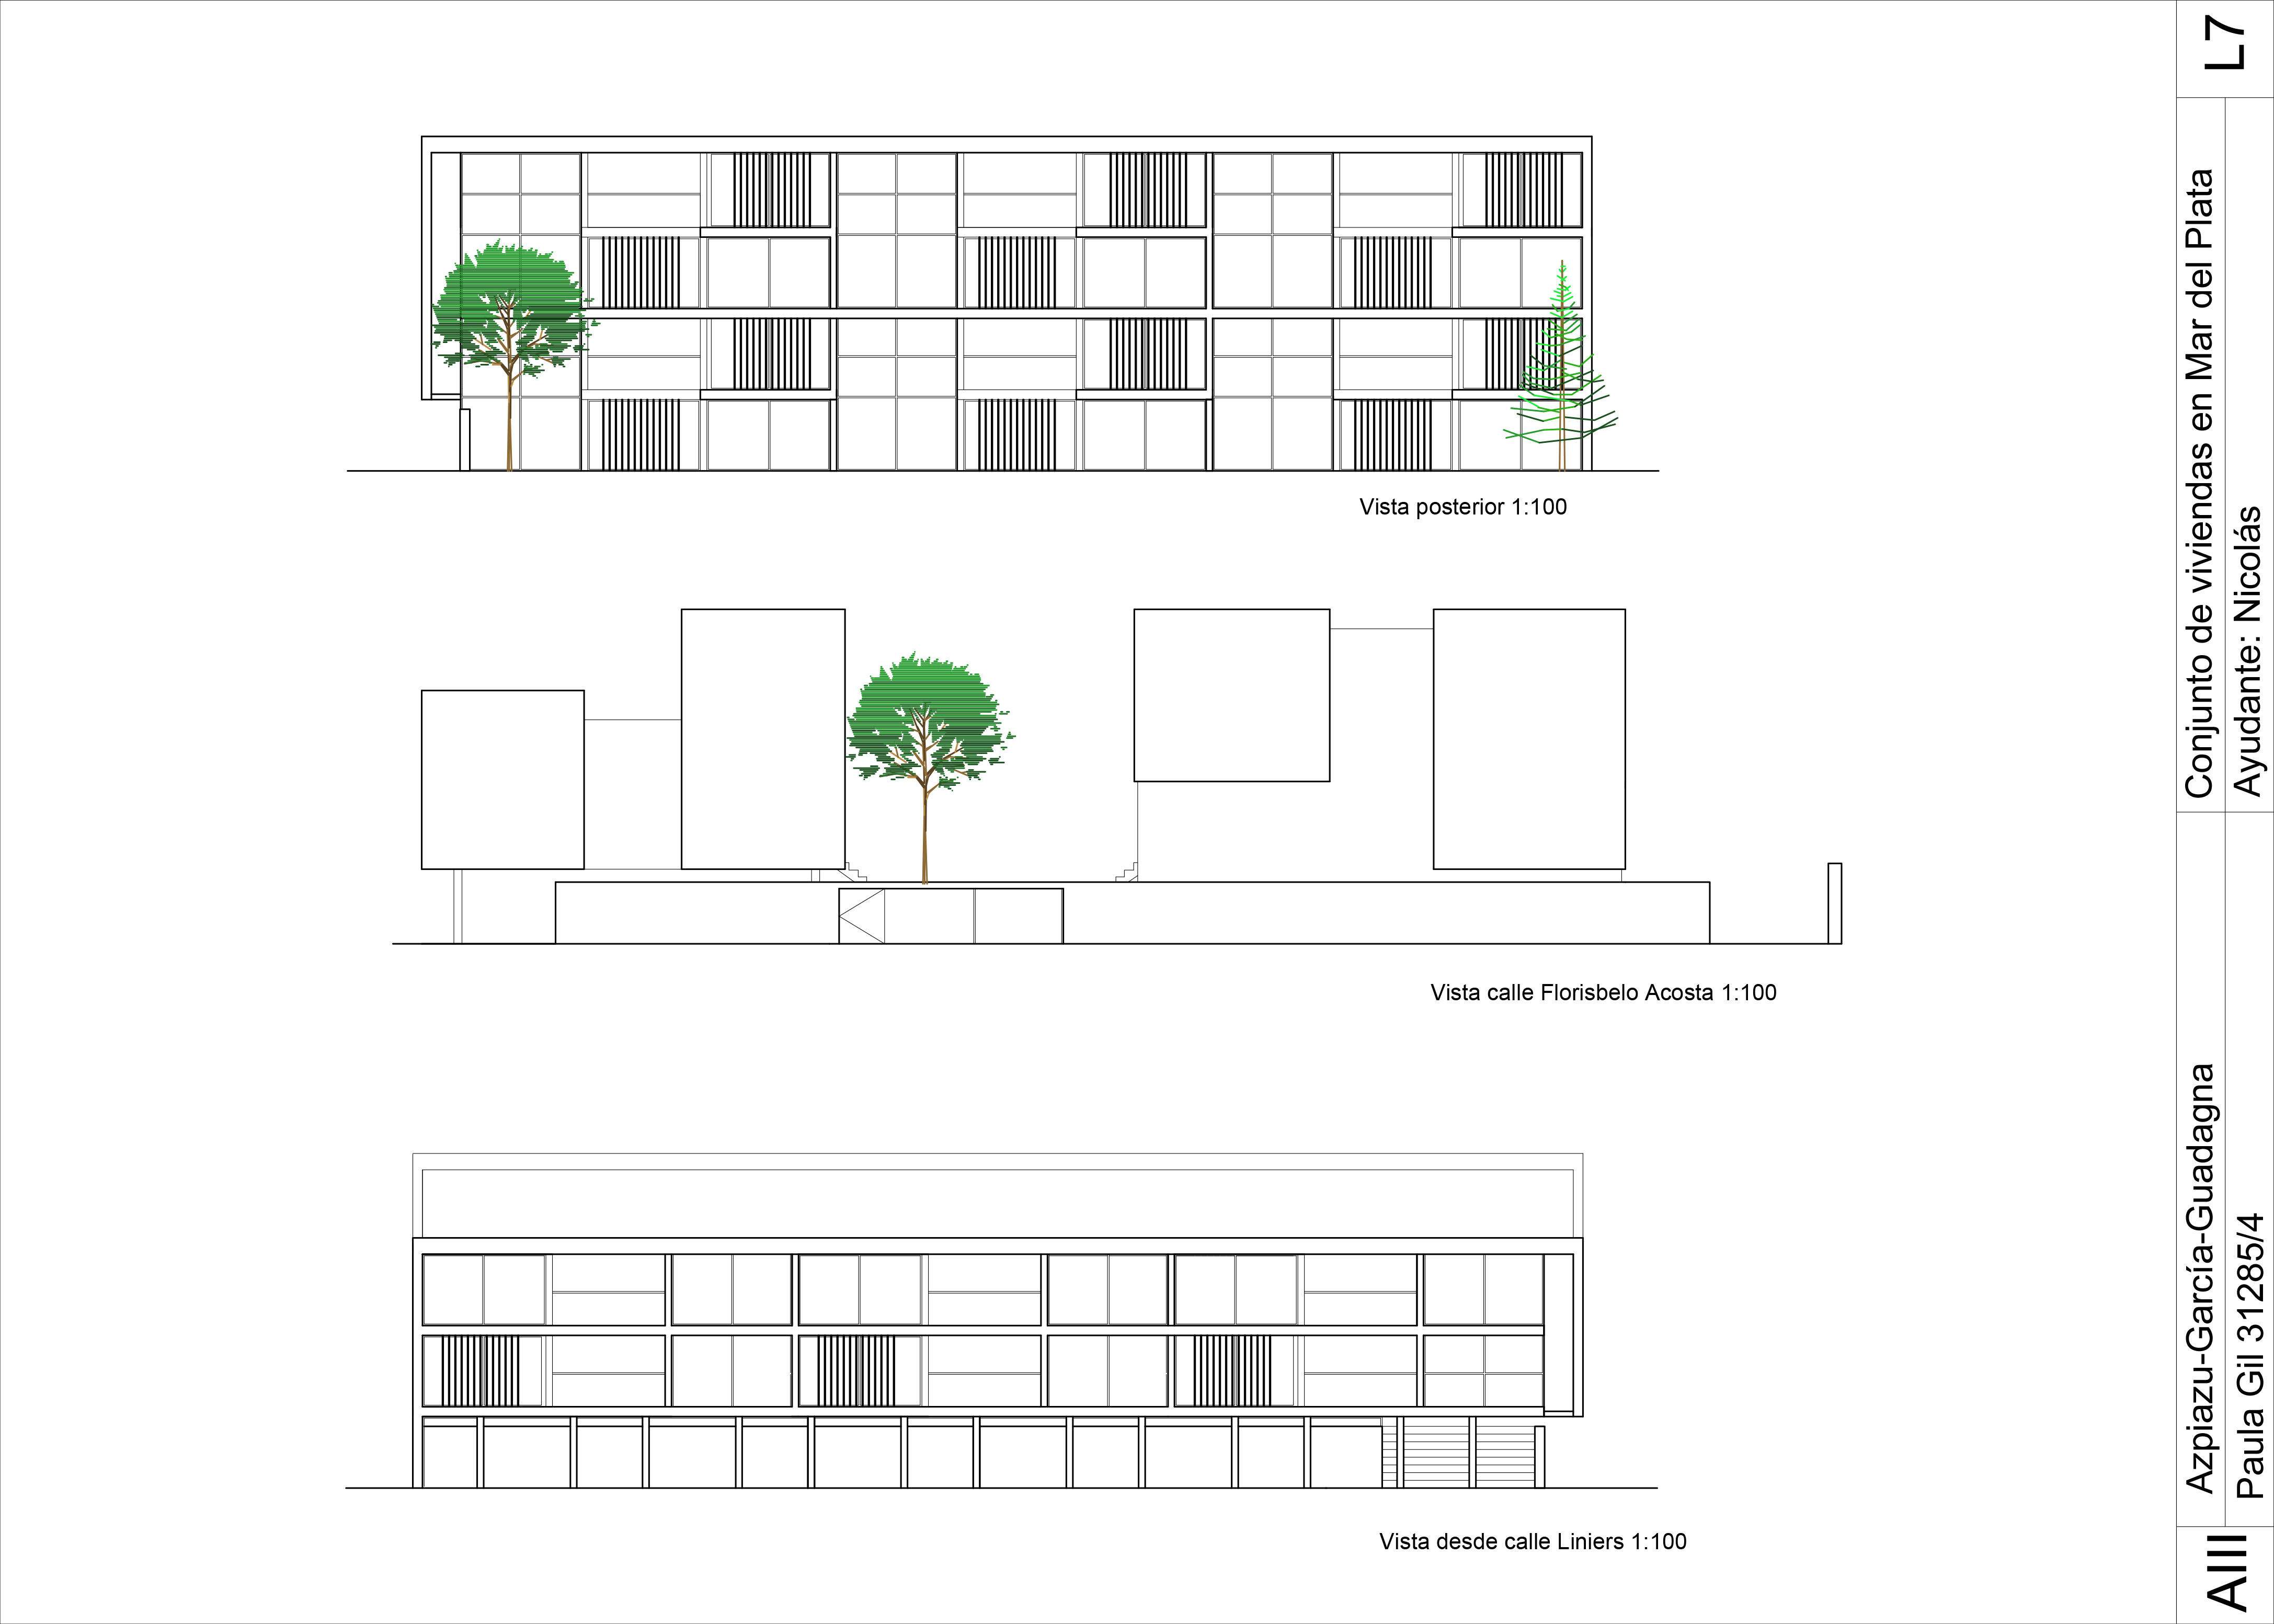 Vista posterior 1:100
Vista calle Florisbelo Acosta 1:100
Vista desde calle Liniers 1:100
AIII
Azpiazu-García-Guadagna
Paula Gil 31285/4
Conjunto de viviendas en Mar del Plata
Ayudante: Nicolás
L7